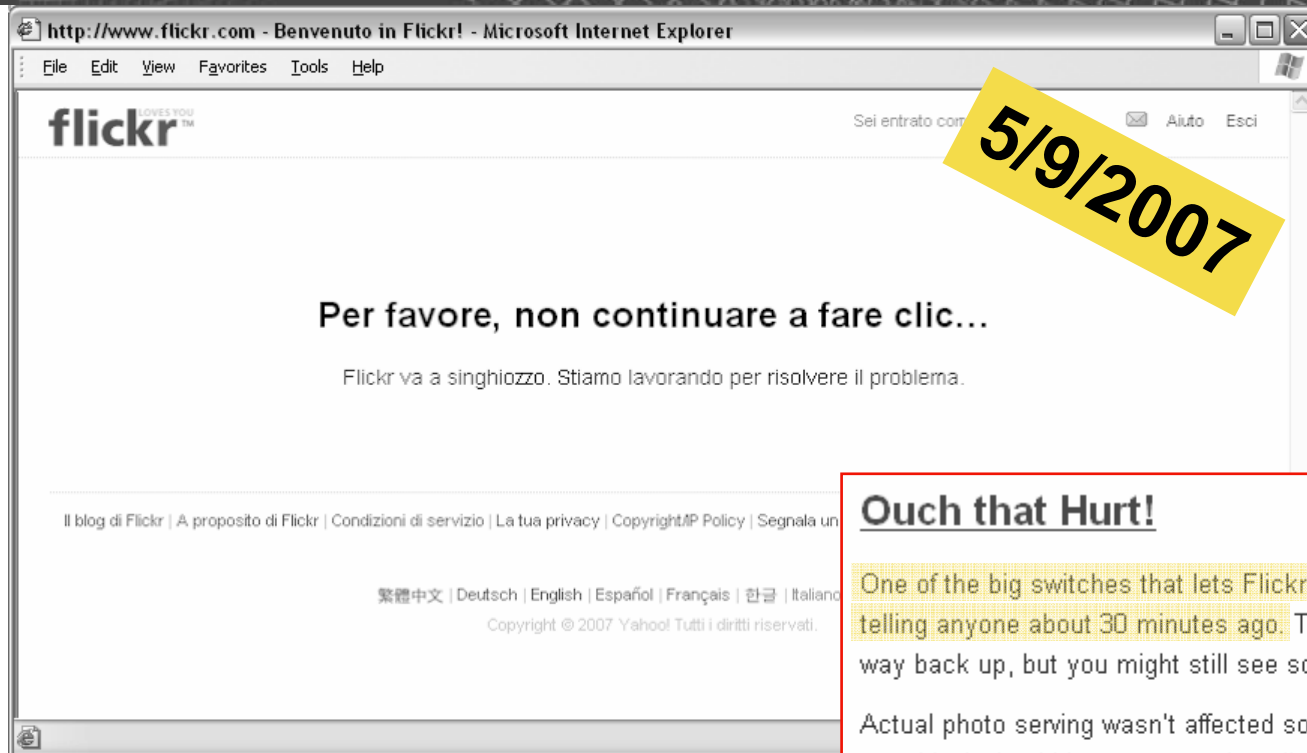 http://www.flickr.com - Benvenuto in Flickr! - Microsoft Internet Explorer
File Edit View Favorites Tools Help
flickr LOVES YOU ™
Sei entrato Aiuto Esci
5/9/2007
Per favore, non continuare a fare clic...
Flickr va a singhiozzo. Stiamo lavorando per risolvere il problema.
Il blog di Flickr | A proposito di Flickr | Condizioni di servizio | La tua privacy | Copyright/IP Policy | Segnala un
繁體中文 | Deutsch | English | Español | Français | 한글 | Italiano
Copyright © 2007 Yahoo! Tutti i diritti riservati.
Ouch that Hurt!
One of the big switches that lets Flickr
telling anyone about 30 minutes ago.
way back up, but you might still see
Actual photo serving wasn't affected